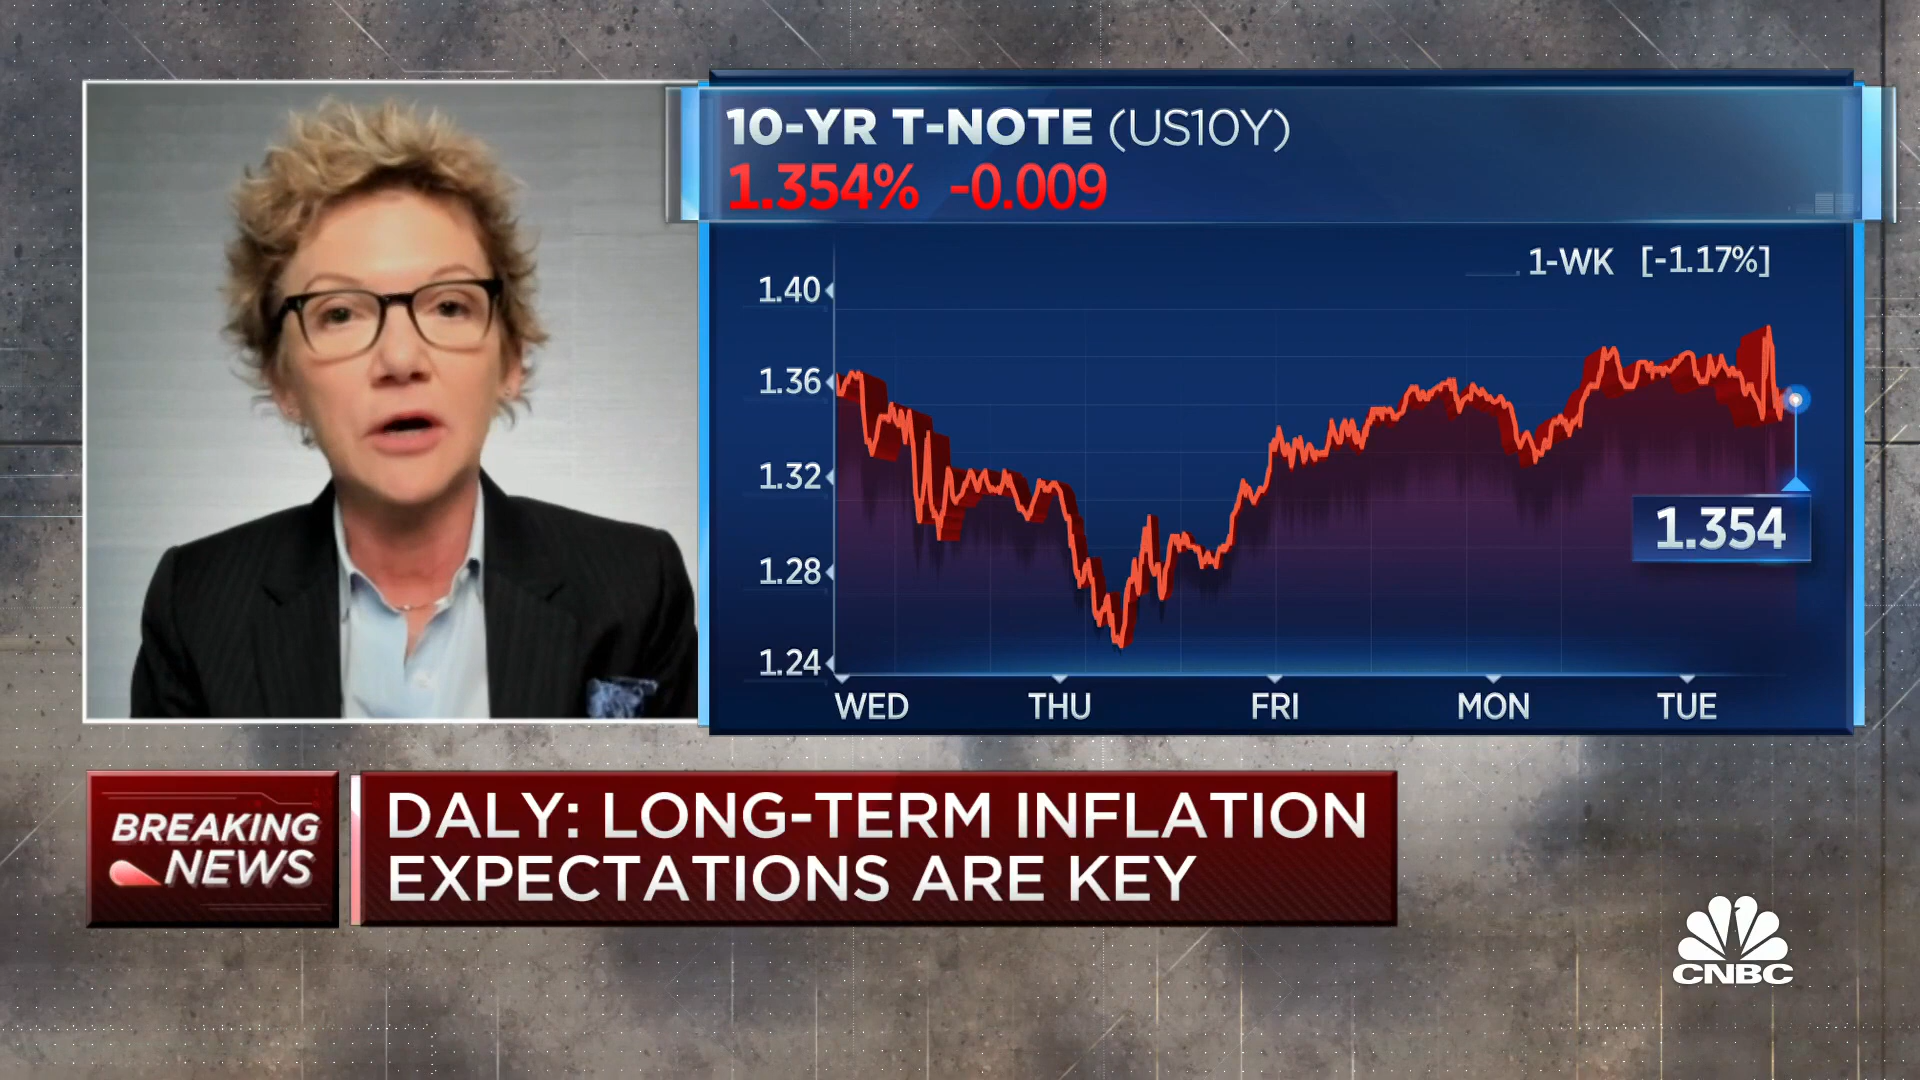 10-YR T-NOTE (US10Y)
1.354% -0.009
1-WK [-1.17%]
1.40
1.36
1.32
1.28
1.24
1.354
WED THU FRI MON TUE
BREAKING
NEWS
DALY: LONG-TERM INFLATION
EXPECTATIONS ARE KEY
CNBC